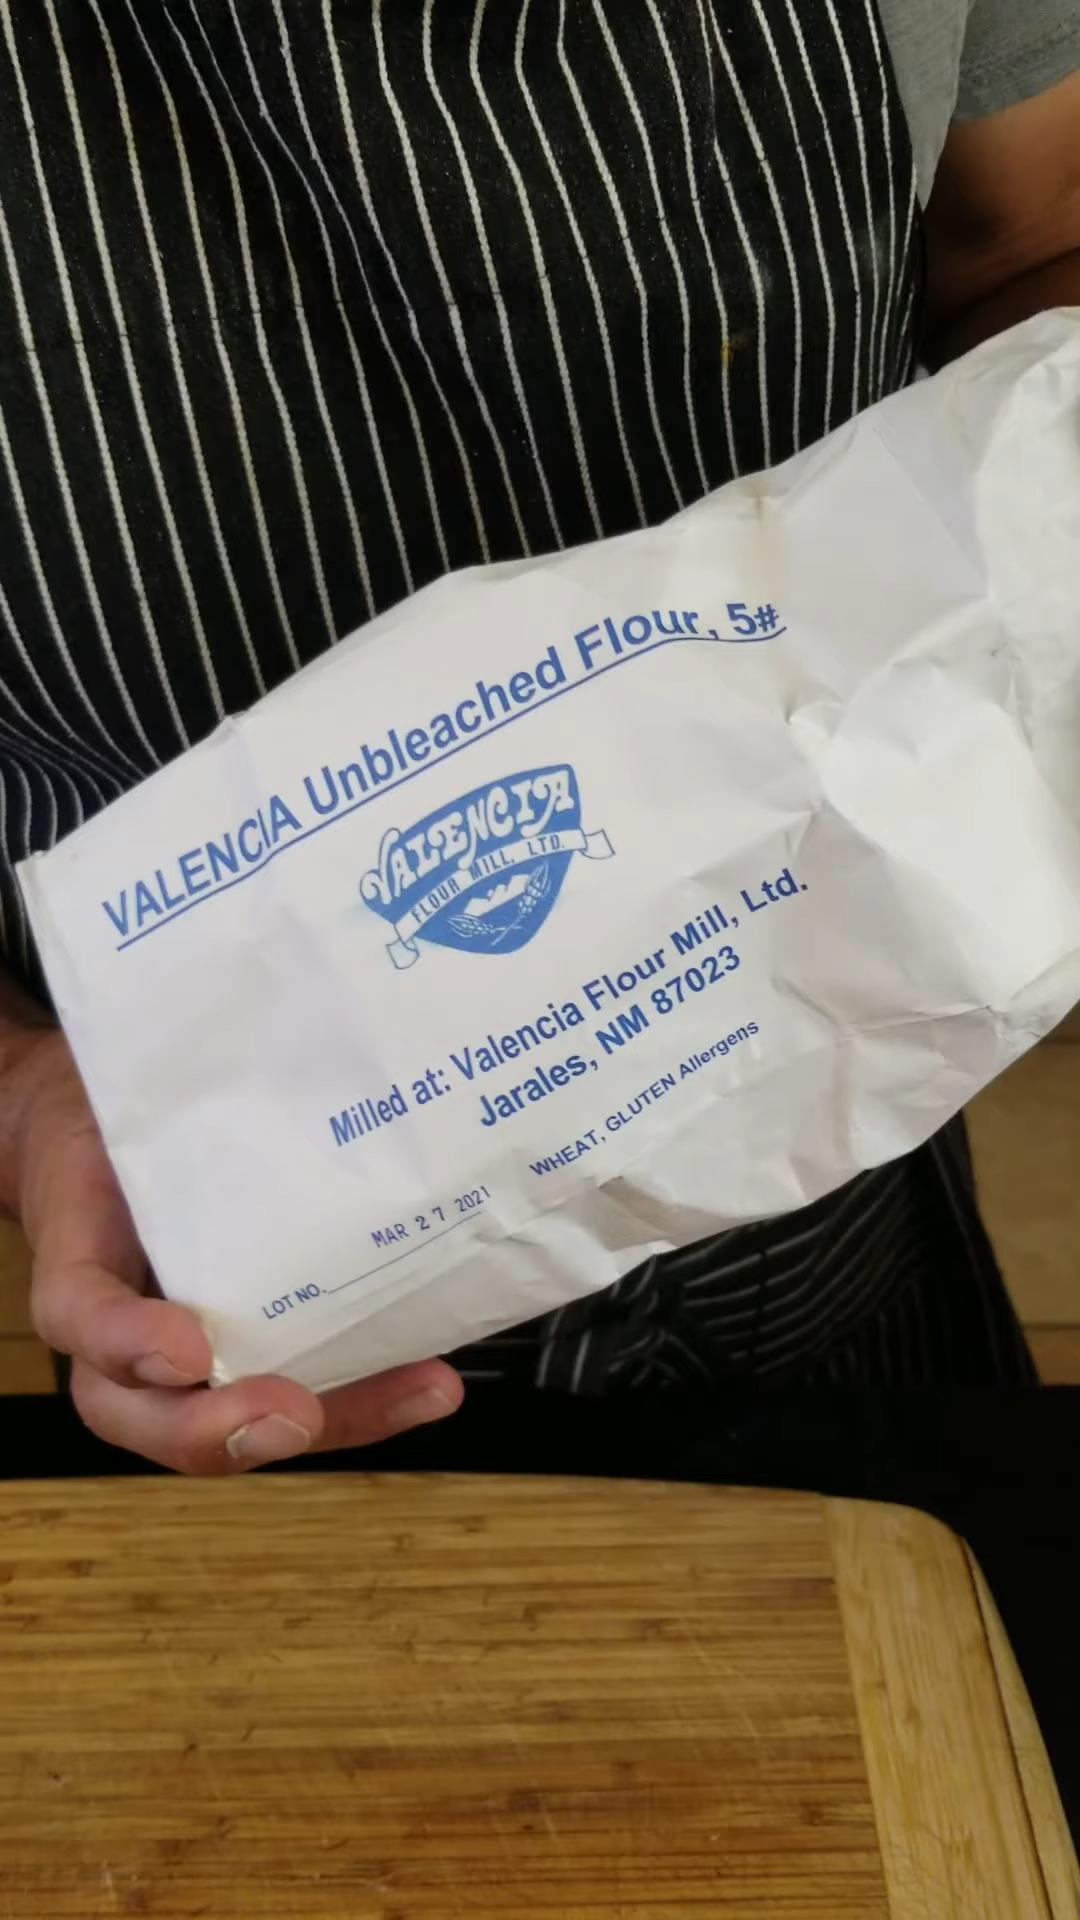 VALENCIA Unbleached Flour, 5#
VALENCIA
FLOUR MILL, LTD.
Milled at: Valencia Flour Mill, Ltd.
Jarales, NM 87023
WHEAT, GLUTEN Allergens
MAR 27 2021
LOT NO.